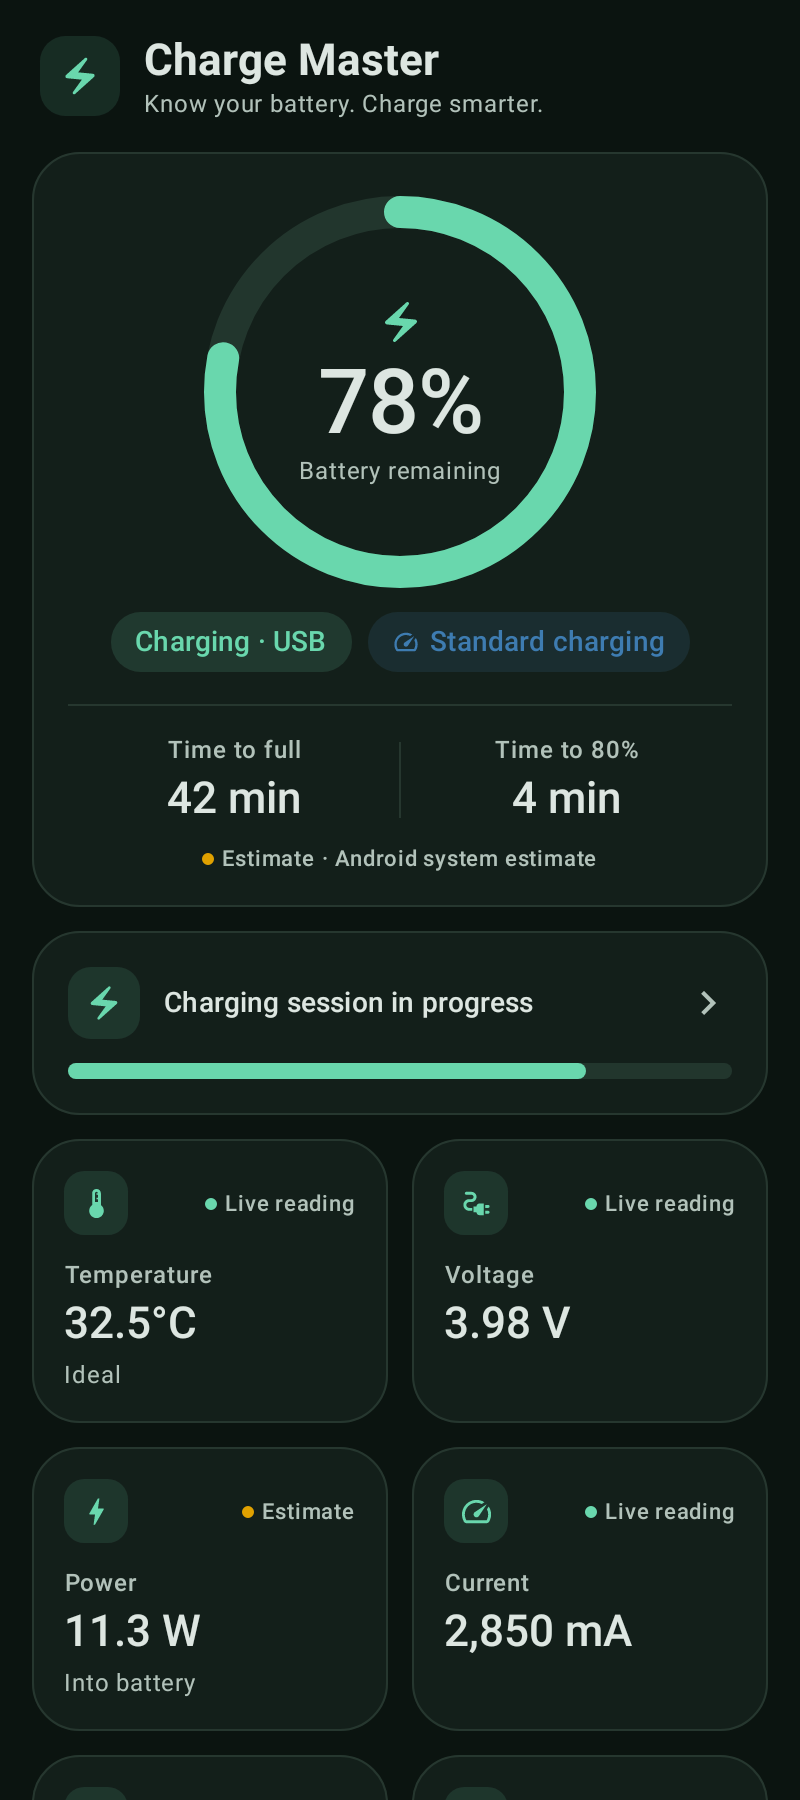 Charge Master
Know your battery. Charge smarter.
78%
Battery remaining
Charging · USB
Standard charging
Time to full
42 min
Time to 80%
4 min
Estimate · Android system estimate
Charging session in progress
Live reading
Temperature
32.5°C
Ideal
Live reading
Voltage
3.98 V
Estimate
Power
11.3 W
Into battery
Live reading
Current
2,850 mA